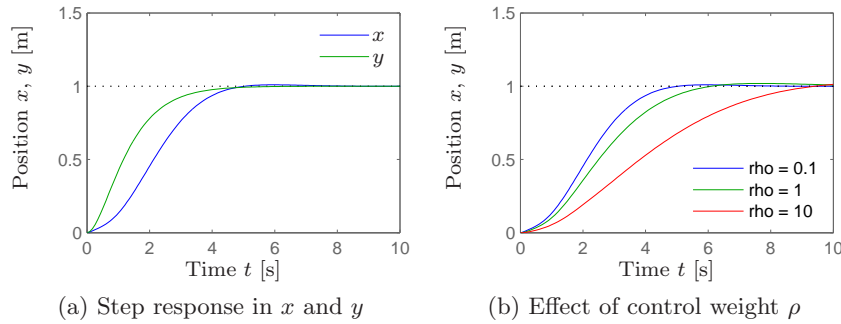 Position x, y [m]
1.5
1
0.5
0
x
y
0 2 4 6 8 10
Time t [s]
(a) Step response in x and y
Position x, y [m]
1.5
1
0.5
0
rho = 0.1
rho = 1
rho = 10
0 2 4 6 8 10
Time t [s]
(b) Effect of control weight ρ